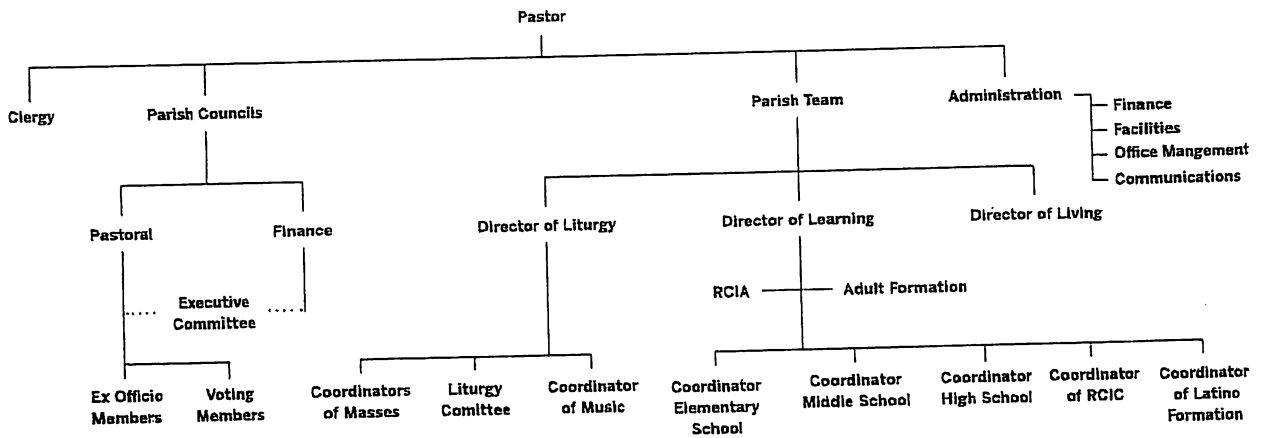 Pastor
Clergy
Parish Councils
Parish Team
Administration
Finance
Facilities
Office Mangement
Communications
Pastoral
Finance
Director of Liturgy
Director of Learning
Director of Living
Executive
Committee
RCIA
Adult Formation
Ex Officio
Members
Voting
Members
Coordinators
of Masses
Liturgy
Comittee
Coordinator
of Music
Coordinator
Elementary
School
Coordinator
Middle School
Coordinator
High School
Coordinator
of RCIC
Coordinator
of Latino
Formation